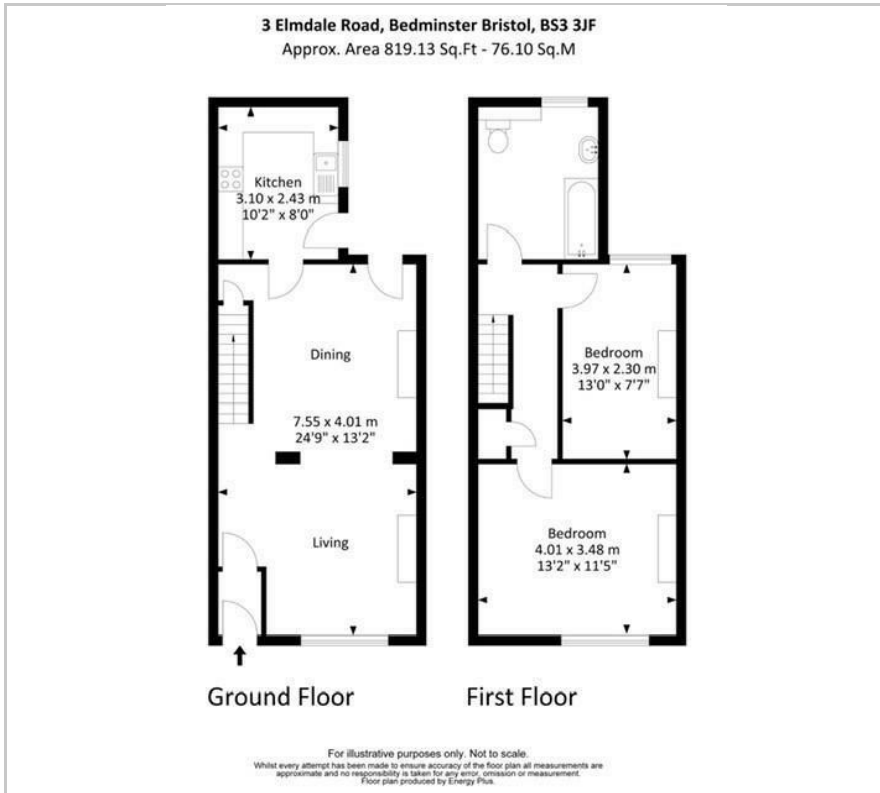 3 Elmdale Road, Bedminster Bristol, BS3 3JF
Approx. Area 819.13 Sq.Ft - 76.10 Sq.M
Kitchen
3.10 x 2.43 m
10'2" x 8'0"
Dining
7.55 x 4.01 m
24'9" x 13'2"
Living
Bedroom
3.97 x 2.30 m
13'0" x 7'7"
Bedroom
4.01 x 3.48 m
13'2" x 11'5"
Ground Floor
First Floor
For illustrative purposes only. Not to scale.
Whilst every attempt has been made to ensure accuracy of the floor plan all measurements are
approximate and no responsibility is taken for any error, omission or measurement.
Floor plan produced by Energy Plus.